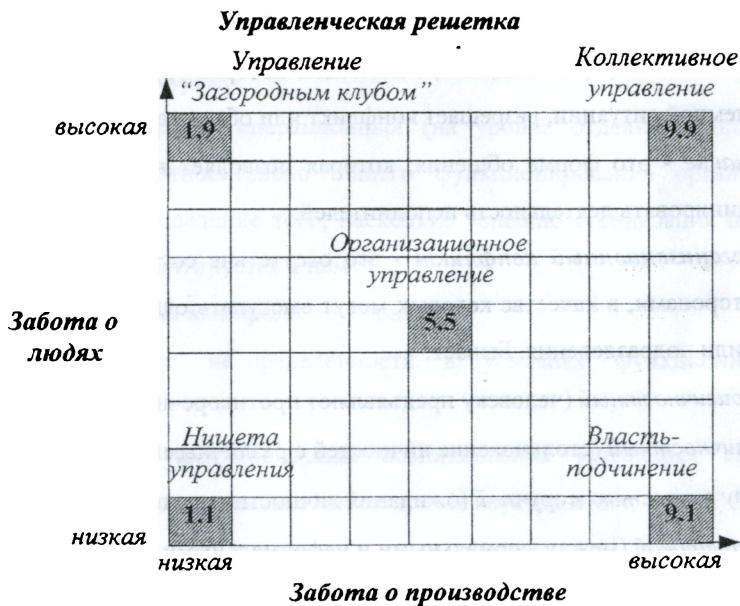 Управленческая решетка
Управление
"Загородным клубом"
Коллективное
управление
высокая
1,9
9.9
Организационное
управление
5.5
Забота о
людях
Нищета
управления
Власть-
подчинение
1.1
9.1
низкая
низкая
высокая
Забота о производстве